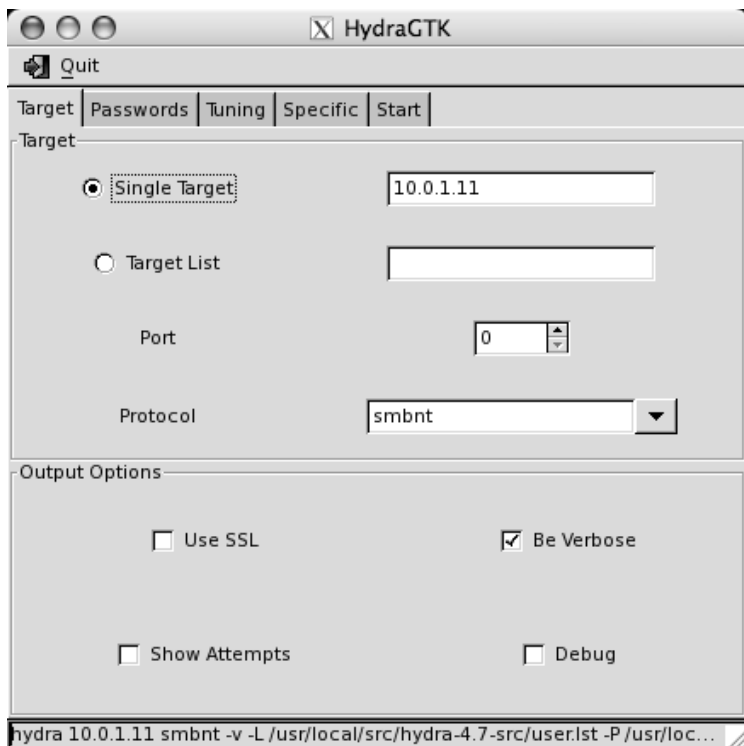 HydraGTK
Quit
Target Passwords Tuning Specific Start
Target
Single Target 10.0.1.11
Target List
Port 0
Protocol smbnt
Output Options
Use SSL Be Verbose
Show Attempts Debug
hydra 10.0.1.11 smbnt -v -L /usr/local/src/hydra-4.7-src/user.lst -P /usr/loc...